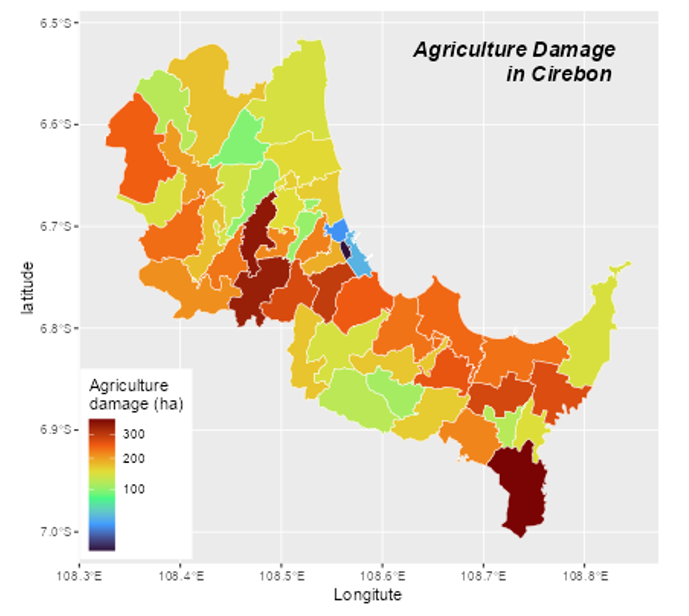 Agriculture Damage
in Cirebon
6.5°S
6.6°S
6.7°S
6.8°S
6.9°S
7.0°S
latitude
Agriculture
damage (ha)
300
200
100
108.3°E 108.4°E 108.5°E 108.6°E 108.7°E 108.8°E
Longitute